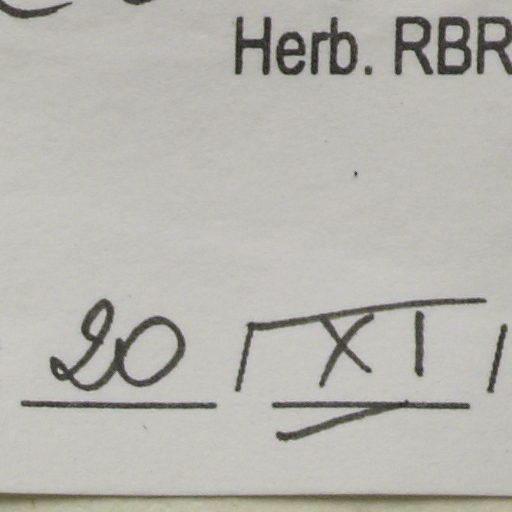 Herb. RBR
20 / XI /